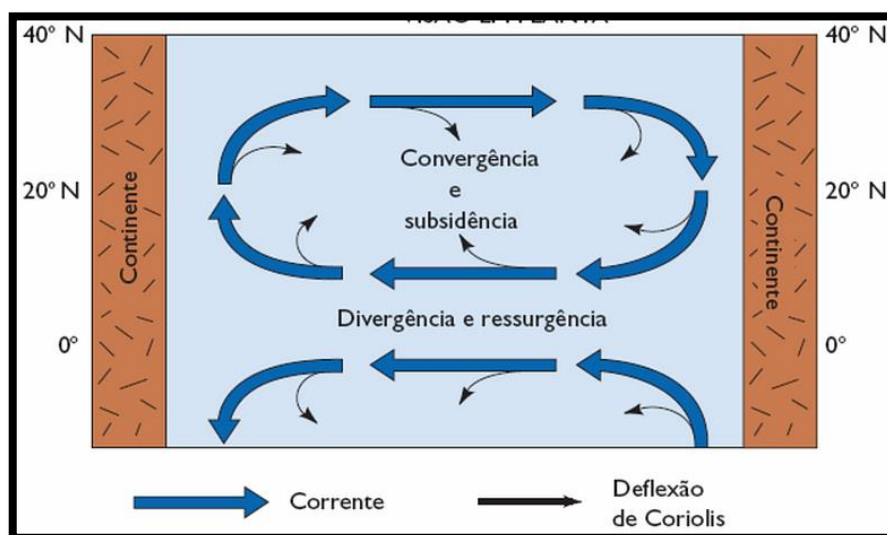 40° N
40° N
Convergência
e
subsidência
20° N
20° N
Continente
Continente
Divergência e ressurgência
0°
0°
Corrente
Deflexão
de Coriolis